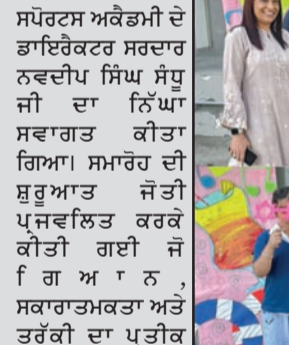 ਸਪੋਰਟਸ ਅਕੈਡਮੀ ਦੇ
ਡਾਇਰੈਕਟਰ ਸਰਦਾਰ
ਨਵਦੀਪ ਸਿੰਘ ਸੰਧੂ
ਜੀ ਦਾ ਨਿੱਘਾ
ਸਵਾਗਤ ਕੀਤਾ
ਗਿਆ। ਸਮਾਰੋਹ ਦੀ
ਸ਼ੁਰੂਆਤ ਜੋਤੀ
ਪ੍ਰਜਵਲਿਤ ਕਰਕੇ
ਕੀਤੀ ਗਈ ਜੋ
ਗਿਆਨ,
ਸਕਾਰਾਤਮਕਤਾ ਅਤੇ
ਤਰੱਕੀ ਦਾ ਪ੍ਰਤੀਕ